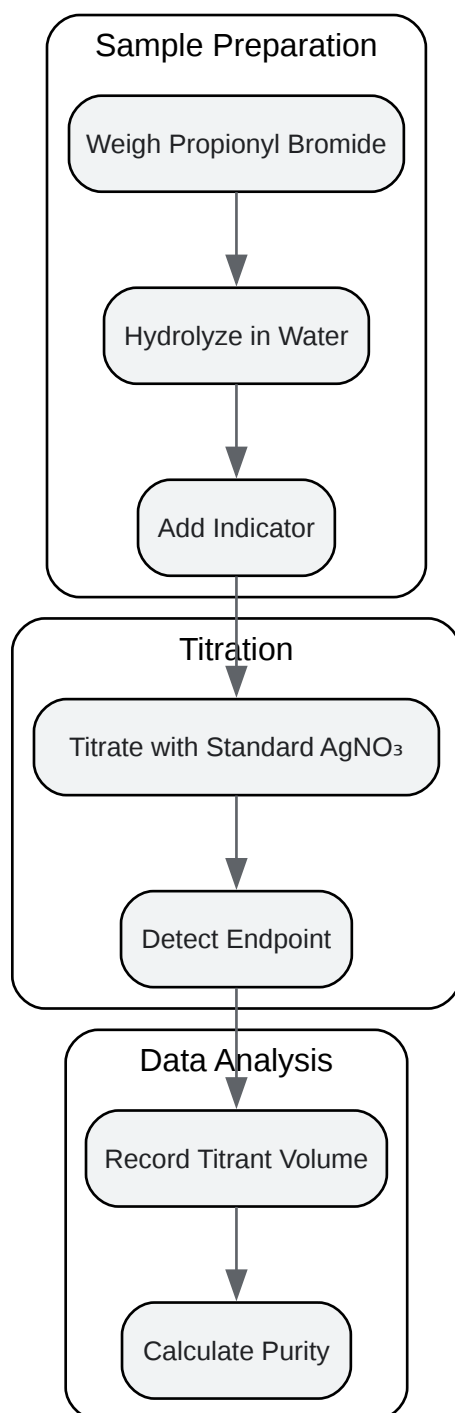 Sample Preparation
Weigh Propionyl Bromide
Hydrolyze in Water
Add Indicator
Titration
Titrate with Standard AgNO₃
Detect Endpoint
Data Analysis
Record Titrant Volume
Calculate Purity